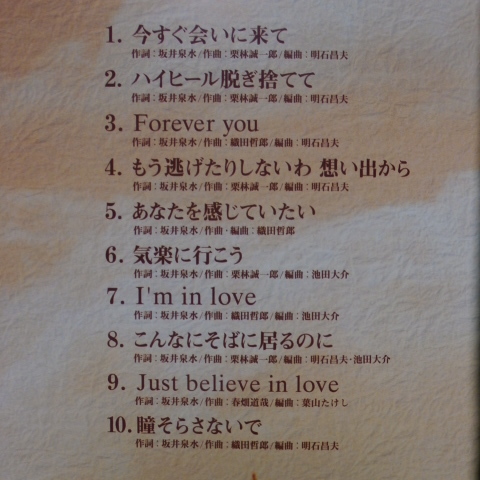 1. 今すぐ会いに来て
作詞：坂井泉水/作曲：栗林誠一郎/編曲：明石昌夫
2. ハイヒール脱ぎ捨てて
作詞：坂井泉水/作曲：栗林誠一郎/編曲：明石昌夫
3. Forever you
作詞：坂井泉水/作曲：織田哲郎/編曲：明石昌夫
4. もう逃げたりしないわ 想い出から
作詞：坂井泉水/作曲：栗林誠一郎/編曲：明石昌夫
5. あなたを感じていたい
作詞：坂井泉水/作曲・編曲：織田哲郎
6. 気楽に行こう
作詞：坂井泉水/作曲：栗林誠一郎/編曲：池田大介
7. I'm in love
作詞：坂井泉水/作曲：織田哲郎/編曲：池田大介
8. こんなにそばに居るのに
作詞：坂井泉水/作曲：栗林誠一郎/編曲：明石昌夫・池田大介
9. Just believe in love
作詞：坂井泉水/作曲：春畑道哉/編曲：葉山たけし
10. 瞳そらさないで
作詞：坂井泉水/作曲：織田哲郎/編曲：明石昌夫